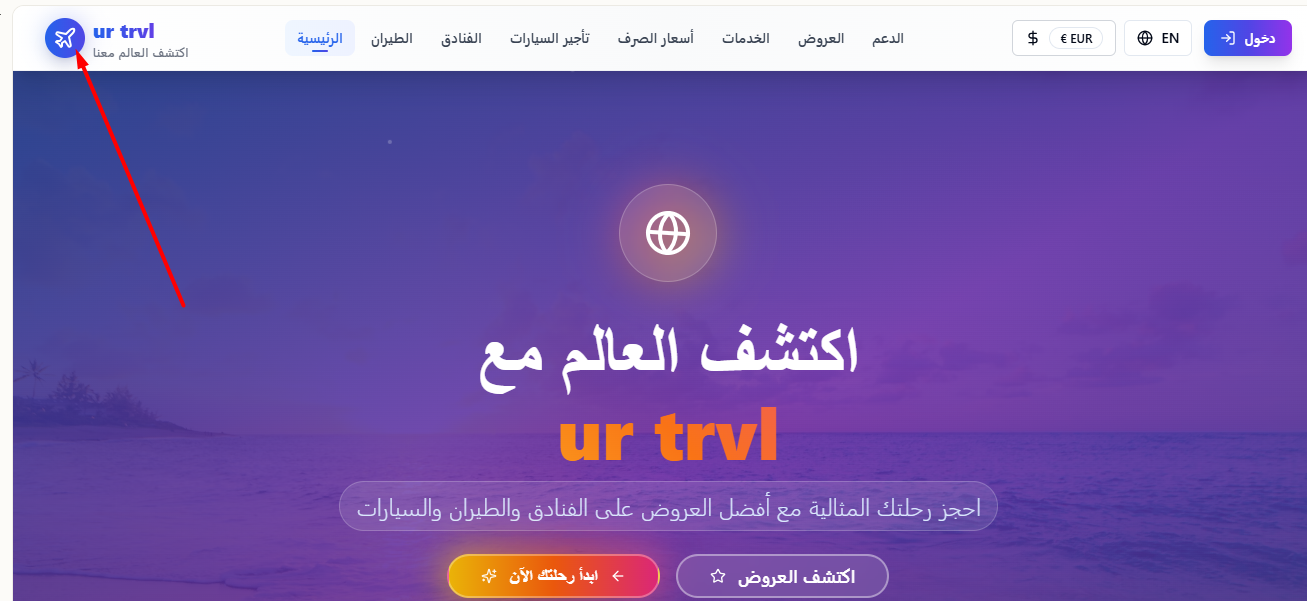 ur trvl
اكتشف العالم معنا
الرئيسية
الطيران
الفنادق
تأجير السيارات
أسعار الصرف
الخدمات
العروض
الدعم
$ € EUR
EN
دخول
اكتشف العالم مع
ur trvl
احجز رحلتك المثالية مع أفضل العروض على الفنادق والطيران والسيارات
ابدأ رحلتك الآن
اكتشف العروض